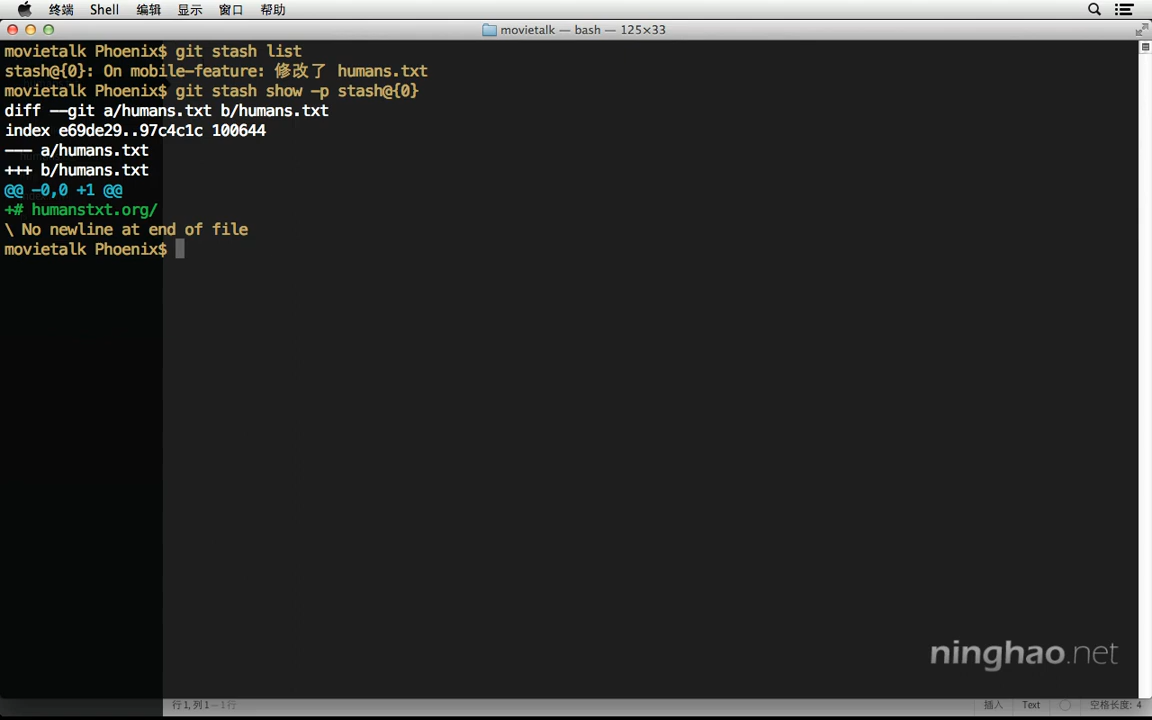 终端 Shell 编辑 显示 窗口 帮助
movietalk — bash — 125×33
movietalk Phoenix$ git stash list
stash@{0}: On mobile-feature: 修改了 humans.txt
movietalk Phoenix$ git stash show -p stash@{0}
diff --git a/humans.txt b/humans.txt
index e69de29..97c4c1c 100644
--- a/humans.txt
+++ b/humans.txt
@@ -0,0 +1 @@
+# humanstxt.org/
\ No newline at end of file
movietalk Phoenix$
ninghao.net
行 1, 列 1 — 1 行 插入 Text 空格长度: 4